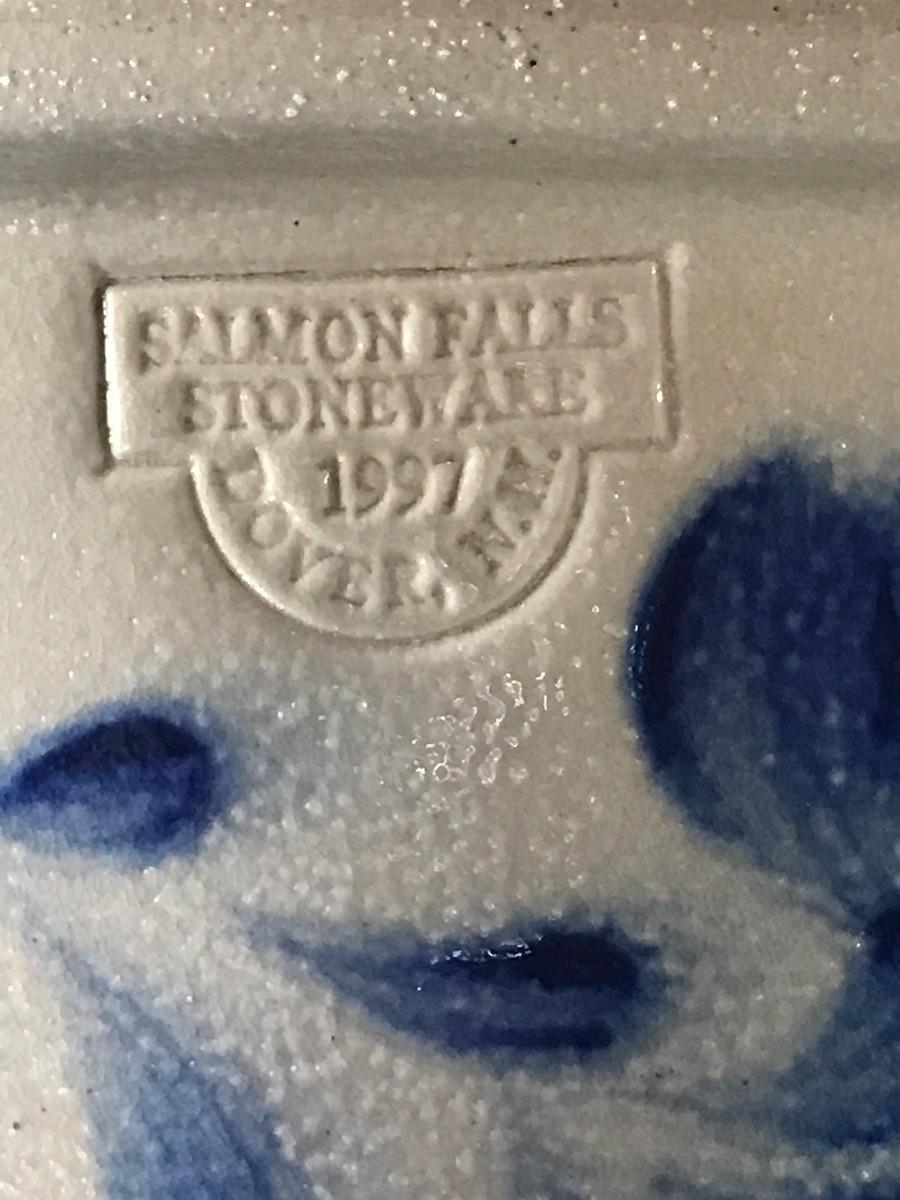 SALMON FALLS
STONEWARE
1997
DOVER, N.H.